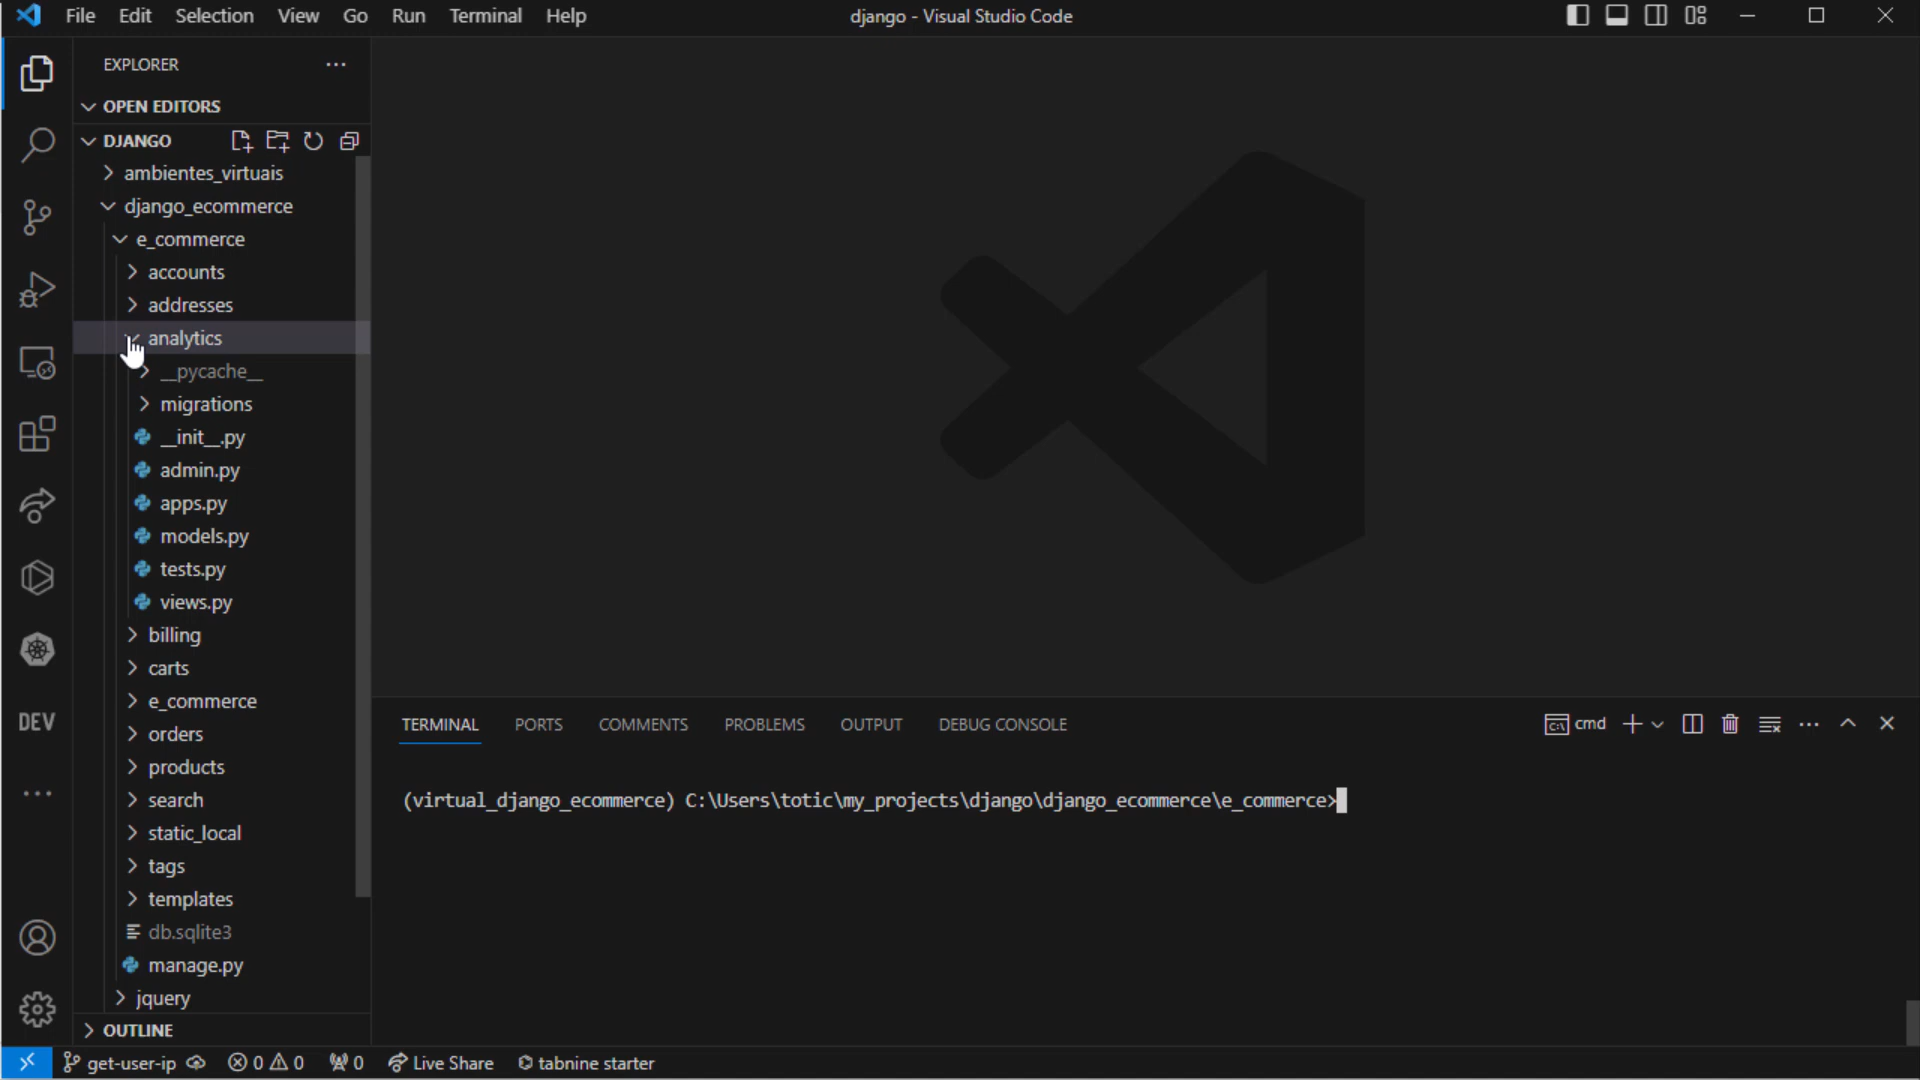 File Edit Selection View Go Run Terminal Help django - Visual Studio Code
EXPLORER
OPEN EDITORS
DJANGO
ambientes_virtuais
django_ecommerce
e_commerce
accounts
addresses
analytics
__pycache__
migrations
__init__.py
admin.py
apps.py
models.py
tests.py
views.py
billing
carts
e_commerce
orders
products
search
static_local
tags
templates
db.sqlite3
manage.py
jquery
OUTLINE
DEV
TERMINAL PORTS COMMENTS PROBLEMS OUTPUT DEBUG CONSOLE cmd
(virtual_django_ecommerce) C:\Users\totic\my_projects\django\django_ecommerce\e_commerce>
get-user-ip 0 0 0 Live Share tabnine starter